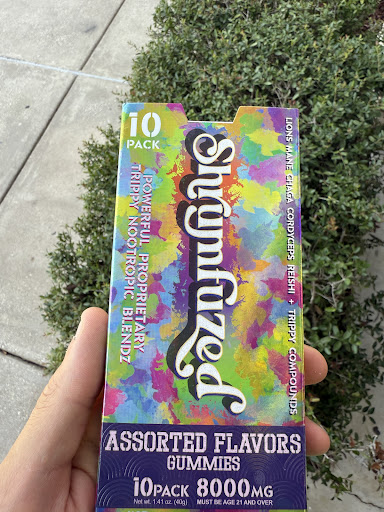 10
PACK
LIONS MANE CHAGA CORDYCEPS REISHI + TRIPPY COMPOUNDS
Shrumfuzed
POWERFUL PROPRIETARY
TRIPPY NOOTROPIC BLENDZ
ASSORTED FLAVORS
GUMMIES
10PACK 8000MG
Net wt. 1.41 oz. (40g) MUST BE AGE 21 AND OVER